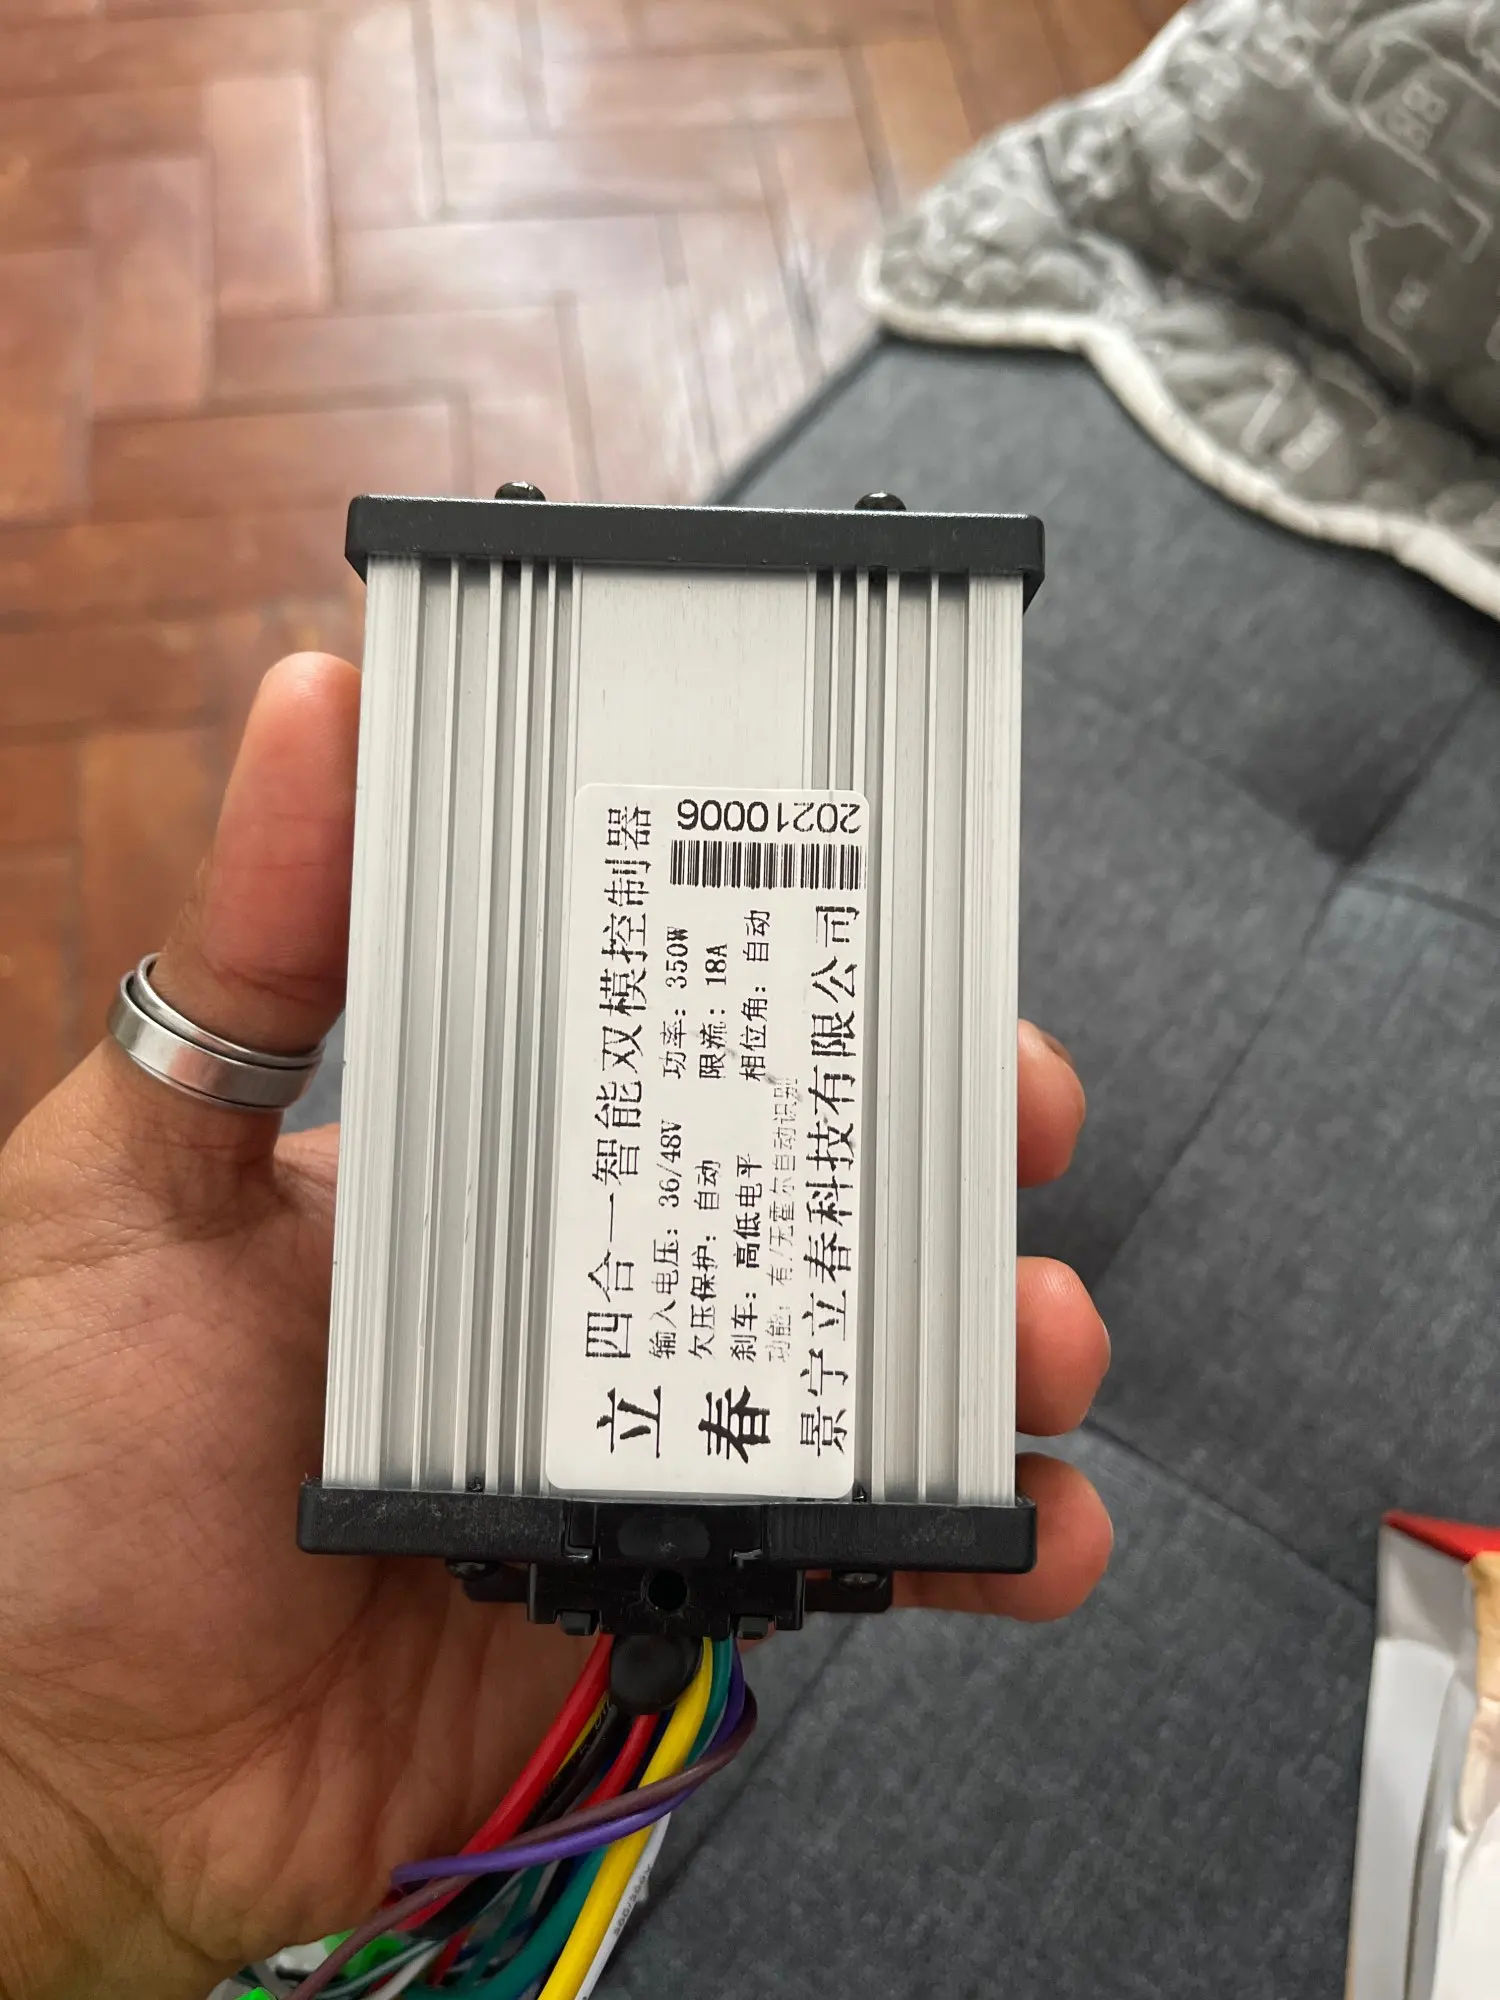 四合一智能双模控制器
输入电压: 36/48V 功率: 350W
欠压保护: 自动 限流: 18A
刹车: 高低电平 相位角: 自动
功能: 有/无霍尔自动识别
立春
景宁立春科技有限公司
20210006